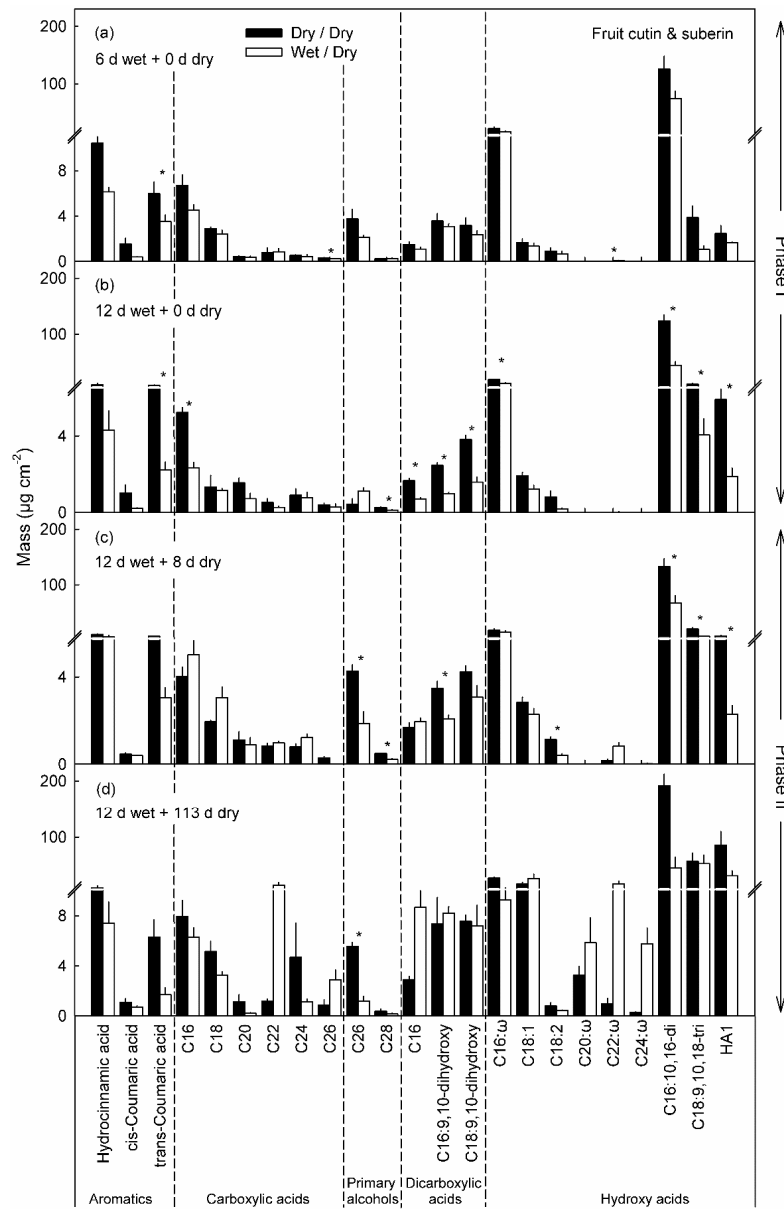 (a)
Dry / Dry
Wet / Dry
Fruit cutin & suberin
6 d wet + 0 d dry
100
8
4
0
200
(b)
12 d wet + 0 d dry
100
4
0
200
(c)
12 d wet + 8 d dry
100
4
0
200
(d)
12 d wet + 113 d dry
100
8
4
0
Mass (µg cm-2)
Phase I
Phase II
* * *
* * * * * * * * * *
* * * * * * *
*
Hydrocinnamic acid
cis-Coumaric acid
trans-Coumaric acid
C16
C18
C20
C22
C24
C26
C26
C28
C16
C16:9,10-dihydroxy
C18:9,10-dihydroxy
C16:ω
C18:1
C18:2
C20:ω
C22:ω
C24:ω
C16:10,16-di
C18:9,10,18-tri
HA1
Aromatics
Carboxylic acids
Primary
alcohols
Dicarboxylic
acids
Hydroxy acids